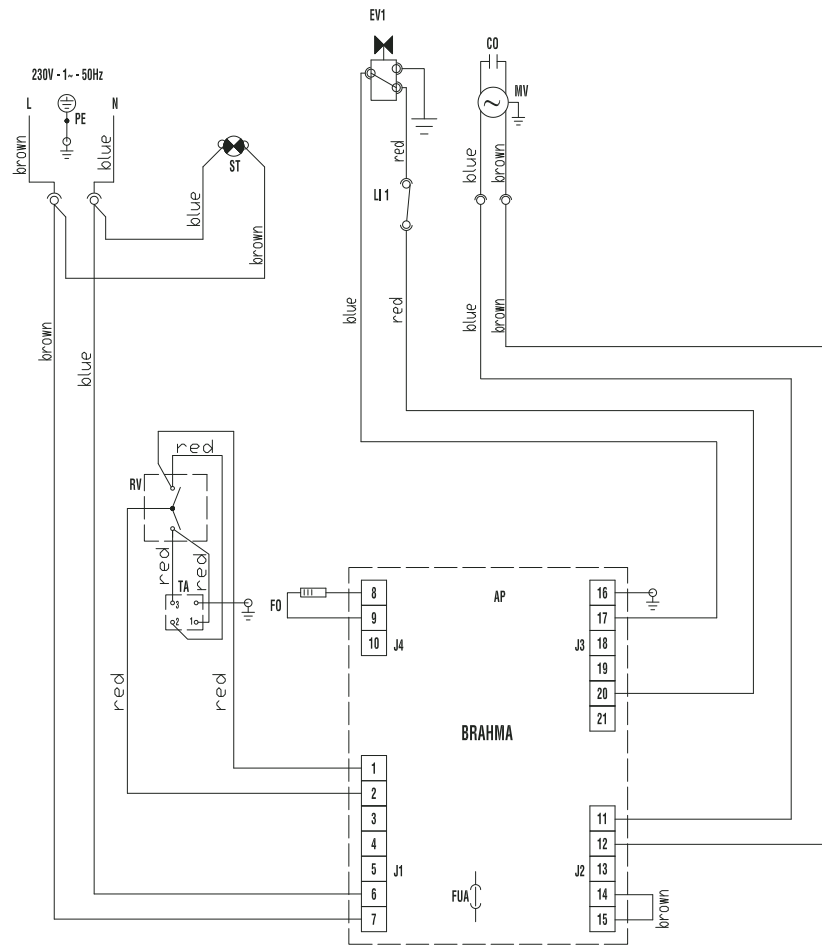 EV1
CO
230V - 1~ - 50Hz
L
N
PE
MV
brown
blue
ST
red
blue
brown
LI 1
blue
brown
blue
red
blue
brown
brown
blue
red
RV
red
red
TA
3
2
1
FO
8
9
10
J4
AP
16
17
18
19
20
21
J3
red
red
BRAHMA
1
2
3
4
5
6
7
J1
FUA
11
12
13
14
15
J2
brown